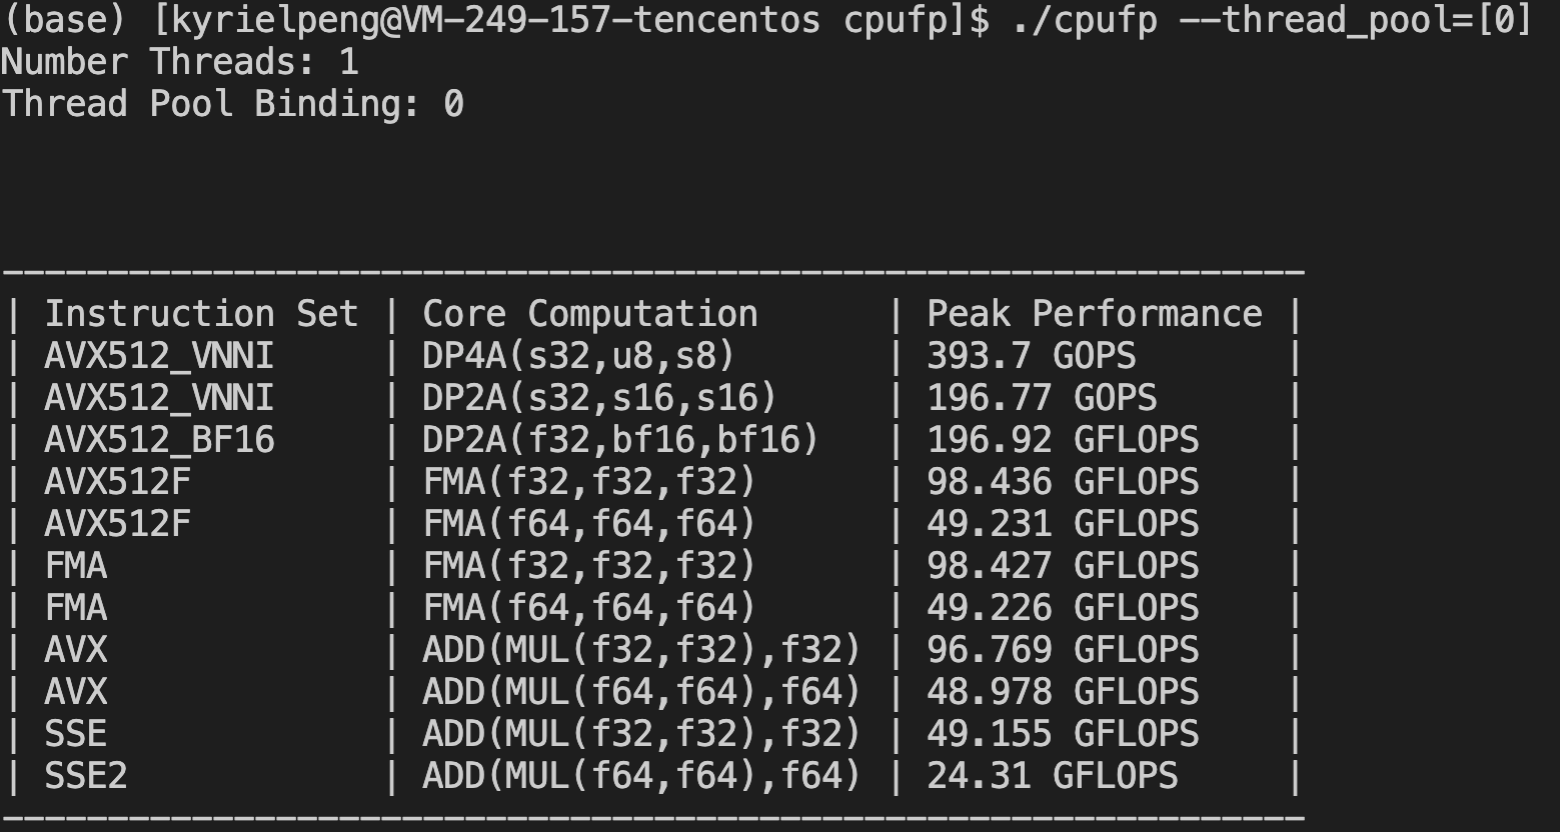 (base) [kyrielpeng@VM-249-157-tencentos cpufp]$ ./cpufp --thread_pool=[0]
Number Threads: 1
Thread Pool Binding: 0
--------------------------------------------------------------
| Instruction Set | Core Computation      | Peak Performance |
| AVX512_VNNI     | DP4A(s32,u8,s8)       | 393.7 GOPS       |
| AVX512_VNNI     | DP2A(s32,s16,s16)     | 196.77 GOPS      |
| AVX512_BF16     | DP2A(f32,bf16,bf16)   | 196.92 GFLOPS    |
| AVX512F         | FMA(f32,f32,f32)      | 98.436 GFLOPS    |
| AVX512F         | FMA(f64,f64,f64)      | 49.231 GFLOPS    |
| FMA             | FMA(f32,f32,f32)      | 98.427 GFLOPS    |
| FMA             | FMA(f64,f64,f64)      | 49.226 GFLOPS    |
| AVX             | ADD(MUL(f32,f32),f32) | 96.769 GFLOPS    |
| AVX             | ADD(MUL(f64,f64),f64) | 48.978 GFLOPS    |
| SSE             | ADD(MUL(f32,f32),f32) | 49.155 GFLOPS    |
| SSE2            | ADD(MUL(f64,f64),f64) | 24.31 GFLOPS     |
--------------------------------------------------------------